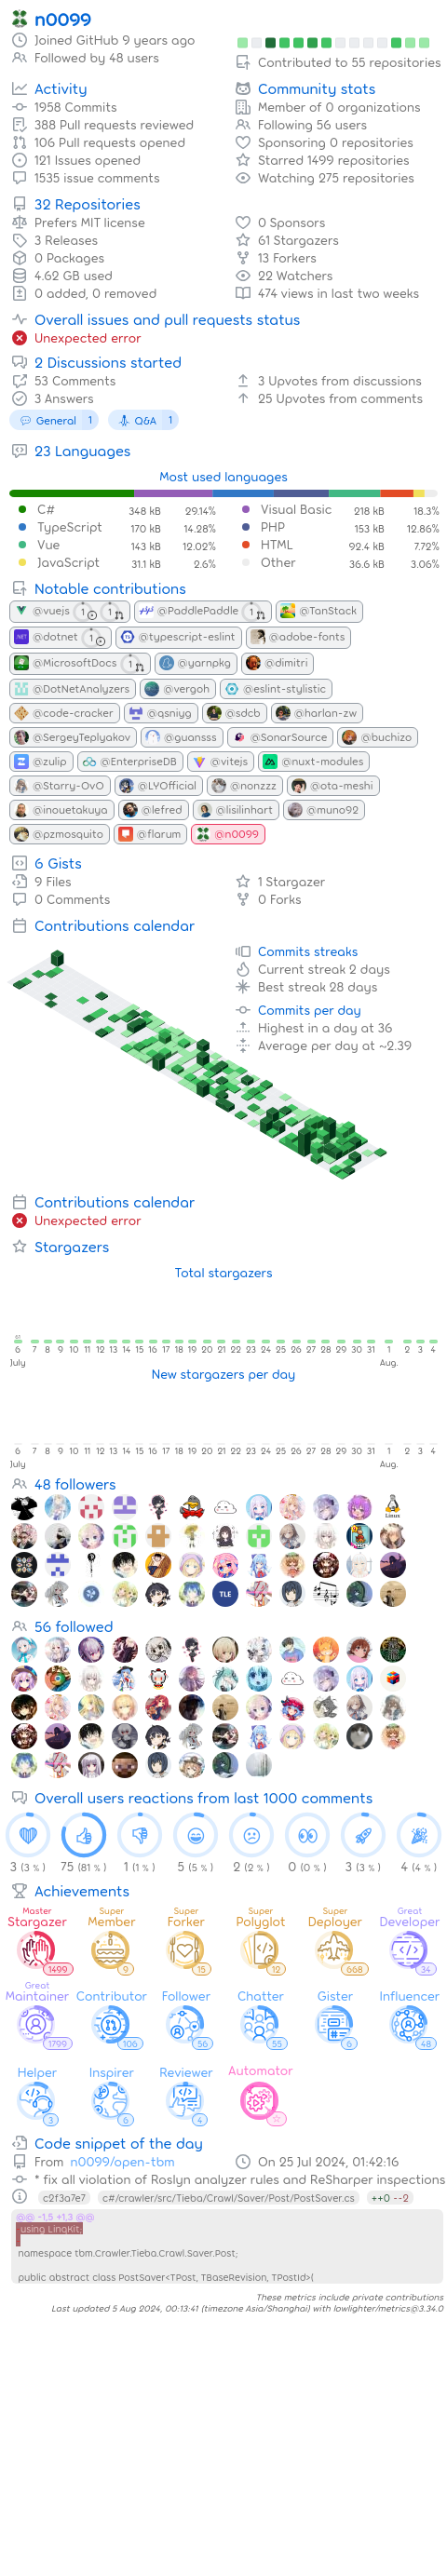 n0099
Joined GitHub 9 years ago
Followed by 48 users
Contributed to 55 repositories
Activity
1958 Commits
388 Pull requests reviewed
106 Pull requests opened
121 Issues opened
1535 issue comments
Community stats
Member of 0 organizations
Following 56 users
Sponsoring 0 repositories
Starred 1499 repositories
Watching 275 repositories
32 Repositories
Prefers MIT license
3 Releases
0 Packages
4.62 GB used
0 added, 0 removed
0 Sponsors
61 Stargazers
13 Forkers
22 Watchers
474 views in last two weeks
Overall issues and pull requests status
Unexpected error
2 Discussions started
53 Comments
3 Answers
3 Upvotes from discussions
25 Upvotes from comments
General 1 Q&A 1
23 Languages
Most used languages
C# 348 kB 29.14%
Visual Basic 218 kB 18.3%
TypeScript 170 kB 14.28%
PHP 153 kB 12.86%
Vue 143 kB 12.02%
HTML 92.4 kB 7.72%
JavaScript 31.1 kB 2.6%
Other 36.6 kB 3.06%
Notable contributions
@vuejs 1 1 @PaddlePaddle 1 @TanStack
@dotnet 1 @typescript-eslint @adobe-fonts
@MicrosoftDocs 1 @yarnpkg @dimitri
@DotNetAnalyzers @vergoh @eslint-stylistic
@code-cracker @qsniyg @sdcb @harlan-zw
@SergeyTeplyakov @guansss @SonarSource @buchizo
@zulip @EnterpriseDB @vitejs @nuxt-modules
@Starry-OvO @LYOfficial @nonzzz @ota-meshi
@inouetakuya @lefred @lisilinhart @muno92
@pzmosquito @flarum @n0099
6 Gists
9 Files
0 Comments
1 Stargazer
0 Forks
Contributions calendar
Commits streaks
Current streak 2 days
Best streak 28 days
Commits per day
Highest in a day at 36
Average per day at ~2.39
Contributions calendar
Unexpected error
Stargazers
Total stargazers
61
6 7 8 9 10 11 12 13 14 15 16 17 18 19 20 21 22 23 24 25 26 27 28 29 30 31 1 2 3 4
July Aug.
New stargazers per day
6 7 8 9 10 11 12 13 14 15 16 17 18 19 20 21 22 23 24 25 26 27 28 29 30 31 1 2 3 4
July Aug.
48 followers
Linux
TLE
56 followed
Overall users reactions from last 1000 comments
3 (3 %) 75 (81 %) 1 (1 %) 5 (5 %) 2 (2 %) 0 (0 %) 3 (3 %) 4 (4 %)
Achievements
Master Super Super Super Super Great
Stargazer Member Forker Polyglot Deployer Developer
1499 9 15 12 668 34
Great
Maintainer Contributor Follower Chatter Gister Influencer
1799 106 56 55 6 48
Helper Inspirer Reviewer Automator
3 6 4
Code snippet of the day
From n0099/open-tbm
On 25 Jul 2024, 01:42:16
* fix all violation of Roslyn analyzer rules and ReSharper inspections
c2f3a7e7 c#/crawler/src/Tieba/Crawl/Saver/Post/PostSaver.cs ++0 --2
@@ -1,5 +1,3 @@
using LinqKit;
namespace tbm.Crawler.Tieba.Crawl.Saver.Post;
public abstract class PostSaver<TPost, TBaseRevision, TPostId>(
These metrics include private contributions
Last updated 5 Aug 2024, 00:13:41 (timezone Asia/Shanghai) with lowlighter/metrics@3.34.0